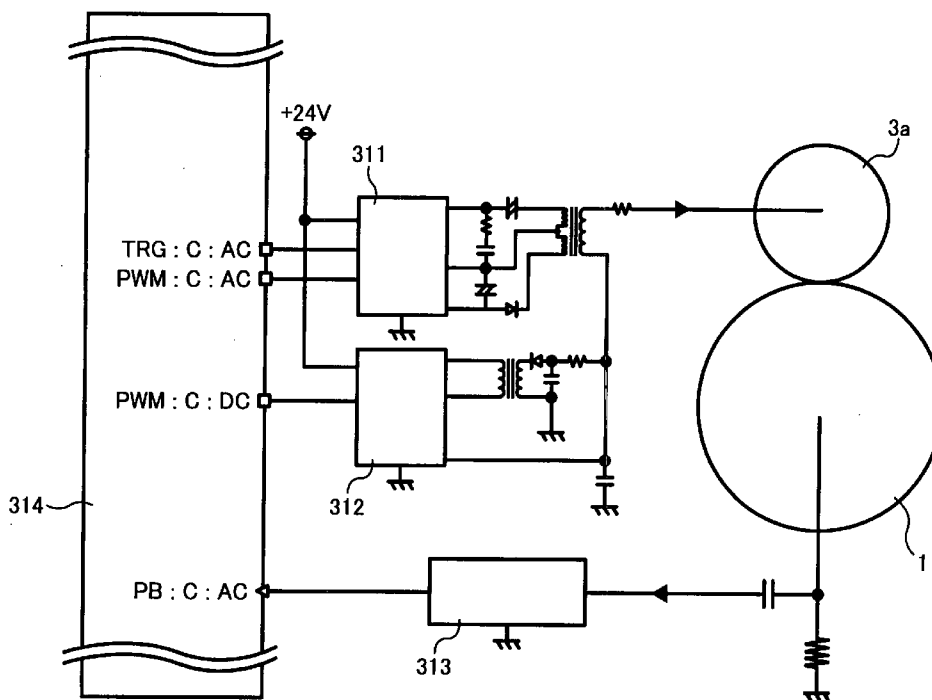 +24V
311
3a
TRG : C : AC
PWM : C : AC
PWM : C : DC
312
314
1
PB : C : AC
313